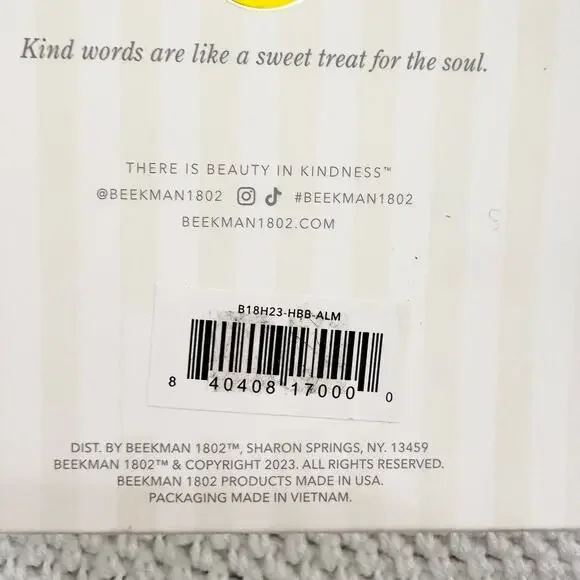 Kind words are like a sweet treat for the soul.
THERE IS BEAUTY IN KINDNESS™
@BEEKMAN1802 #BEEKMAN1802
BEEKMAN1802.COM
B18H23-HBB-ALM
8 40408 17000 0
DIST. BY BEEKMAN 1802™, SHARON SPRINGS, NY. 13459
BEEKMAN 1802™ & COPYRIGHT 2023. ALL RIGHTS RESERVED.
BEEKMAN 1802 PRODUCTS MADE IN USA.
PACKAGING MADE IN VIETNAM.